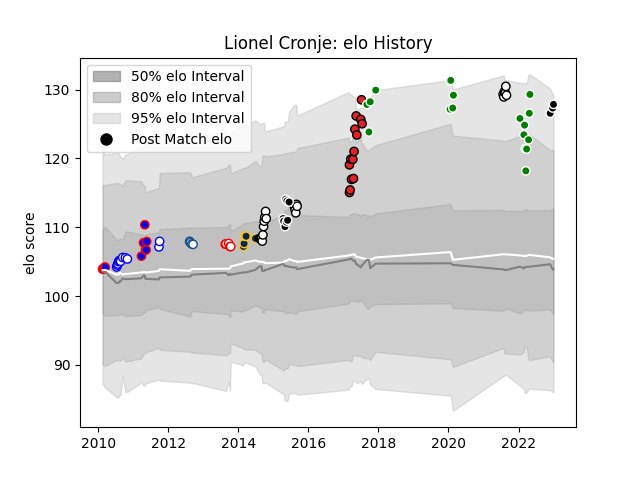 Lionel Cronje: elo History
50% elo Interval
80% elo Interval
95% elo Interval
Post Match elo
elo score
130
120
110
100
90
2010 2012 2014 2016 2018 2020 2022